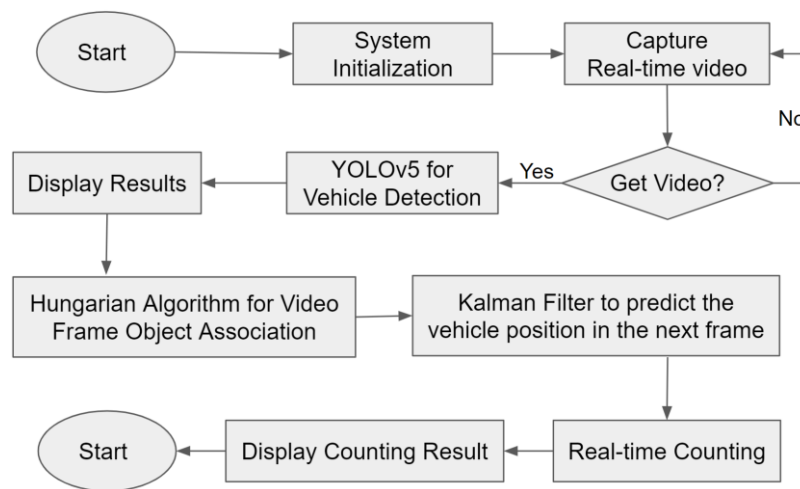 Start
System
Initialization
Capture
Real-time video
No
Display Results
YOLOv5 for
Vehicle Detection
Yes
Get Video?
Hungarian Algorithm for Video
Frame Object Association
Kalman Filter to predict the
vehicle position in the next frame
Start
Display Counting Result
Real-time Counting